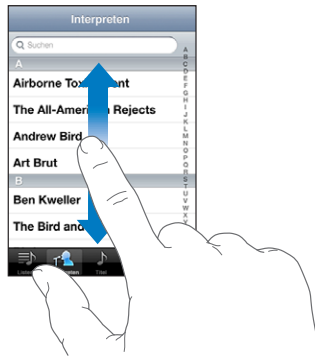 Interpreten
Suchen
A
Airborne Tox ent
The All-American Rejects
Andrew Bird
Art Brut
B
Ben Kweller
The Bird and
Listen Titel
A
B
C
D
E
F
G
H
I
J
K
L
M
N
O
P
Q
R
S
T
U
V
W
X